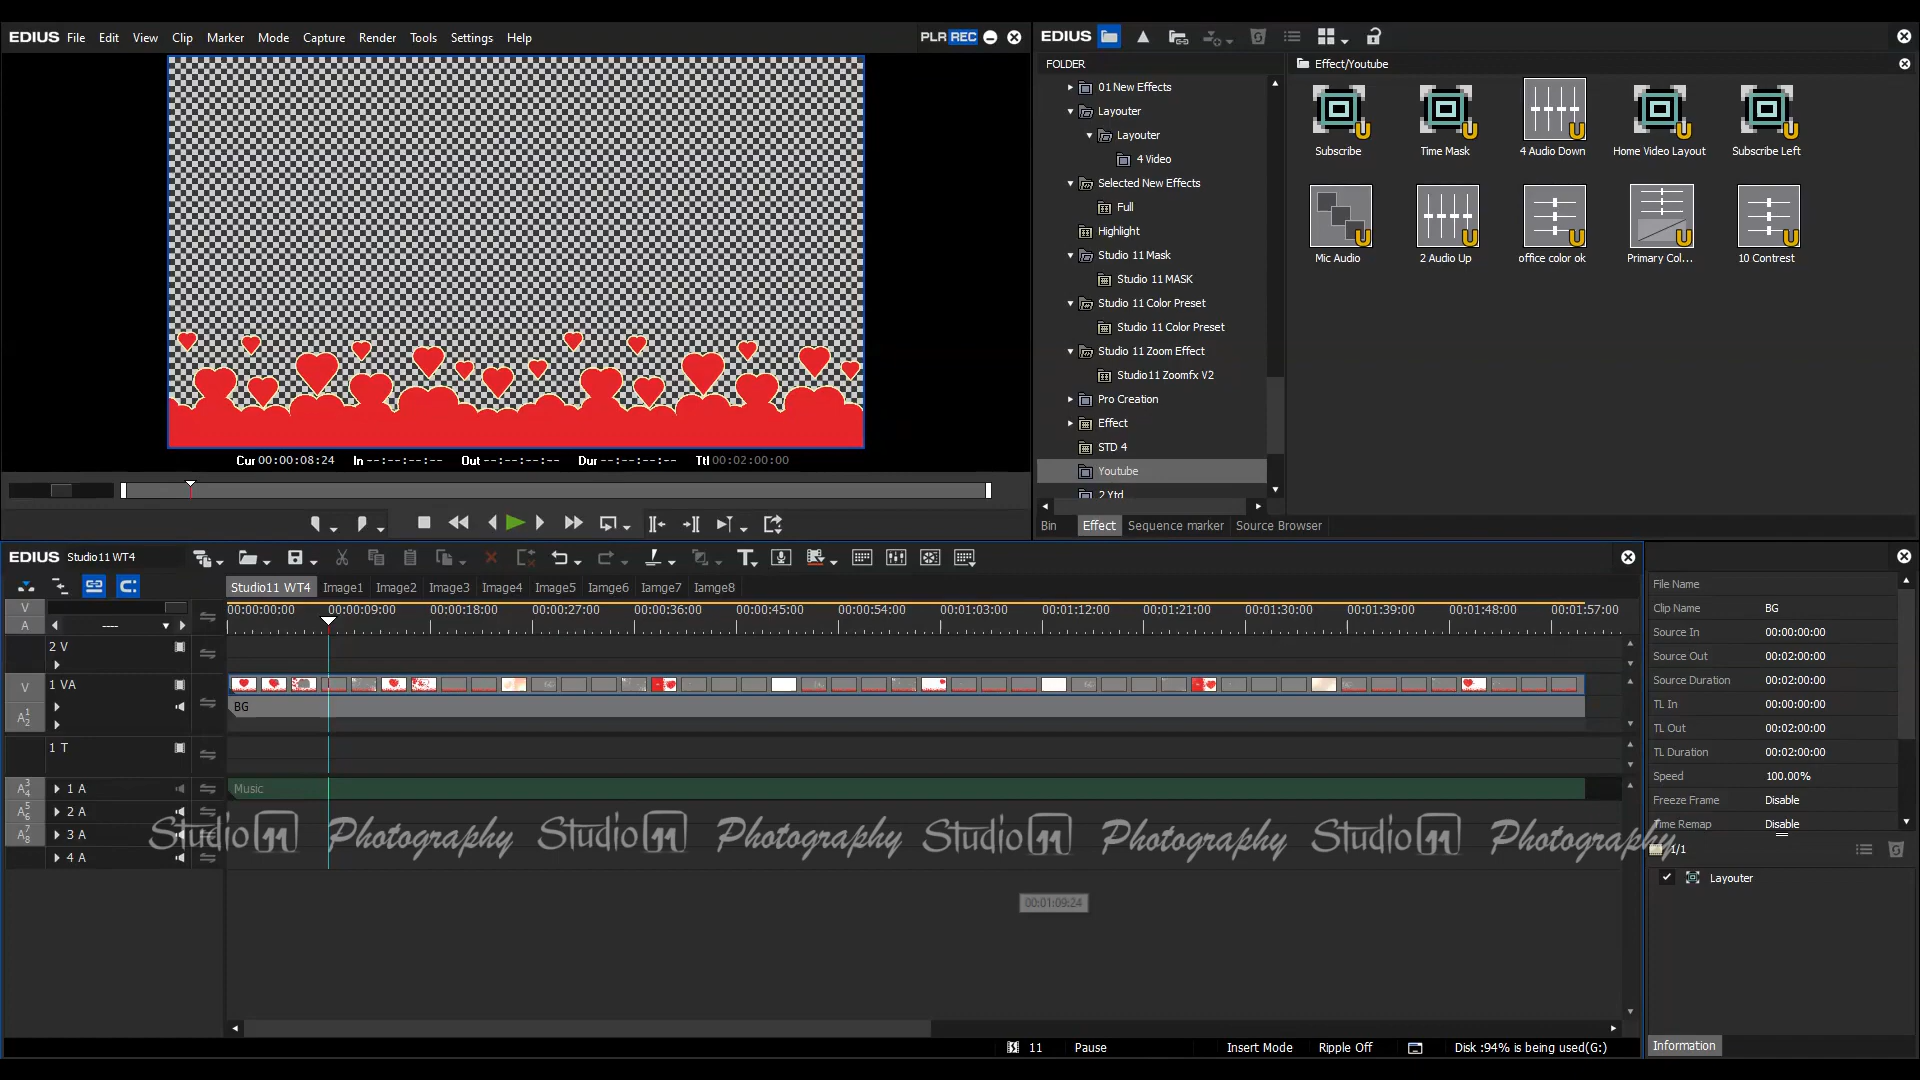 EDIUS File Edit View Clip Marker Mode Capture Render Tools Settings Help PLR REC
Cur 00:00:08:24 In --:--:--:-- Out --:--:--:-- Dur --:--:--:-- Ttl 00:02:00:00
EDIUS
FOLDER
01 New Effects
Layouter
Layouter
4 Video
Selected New Effects
Full
Highlight
Studio 11 Mask
Studio 11 MASK
Studio 11 Color Preset
Studio 11 Color Preset
Studio 11 Zoom Effect
Studio11 Zoomfx V2
Pro Creation
Effect
STD 4
Youtube
2 Ytd
Bin Effect Sequence marker Source Browser
Effect/Youtube
Subscribe Time Mask 4 Audio Down Home Video Layout Subscribe Left
Mic Audio 2 Audio Up office color ok Primary Col... 10 Contrest
EDIUS Studio11 WT4
Studio11 WT4 Image1 Image2 Image3 Image4 Image5 Iamge6 Iamge7 Iamge8
00:00:00:00 00:00:09:00 00:00:18:00 00:00:27:00 00:00:36:00 00:00:45:00 00:00:54:00 00:01:03:00 00:01:12:00 00:01:21:00 00:01:30:00 00:01:39:00 00:01:48:00 00:01:57:00
V
A ----
2 V
V 1 VA
A 1 2 BG
1 T
A 3 4 1 A Music
A 5 6 2 A
A 7 8 3 A
4 A
Studio 11 Photography Studio 11 Photography Studio 11 Photography Studio 11 Photography
00:01:09:24
11 Pause Insert Mode Ripple Off Disk :94% is being used(G:)
File Name
Clip Name BG
Source In 00:00:00:00
Source Out 00:02:00:00
Source Duration 00:02:00:00
TL In 00:00:00:00
TL Out 00:02:00:00
TL Duration 00:02:00:00
Speed 100.00%
Freeze Frame Disable
Time Remap Disable
1/1
Layouter
Information